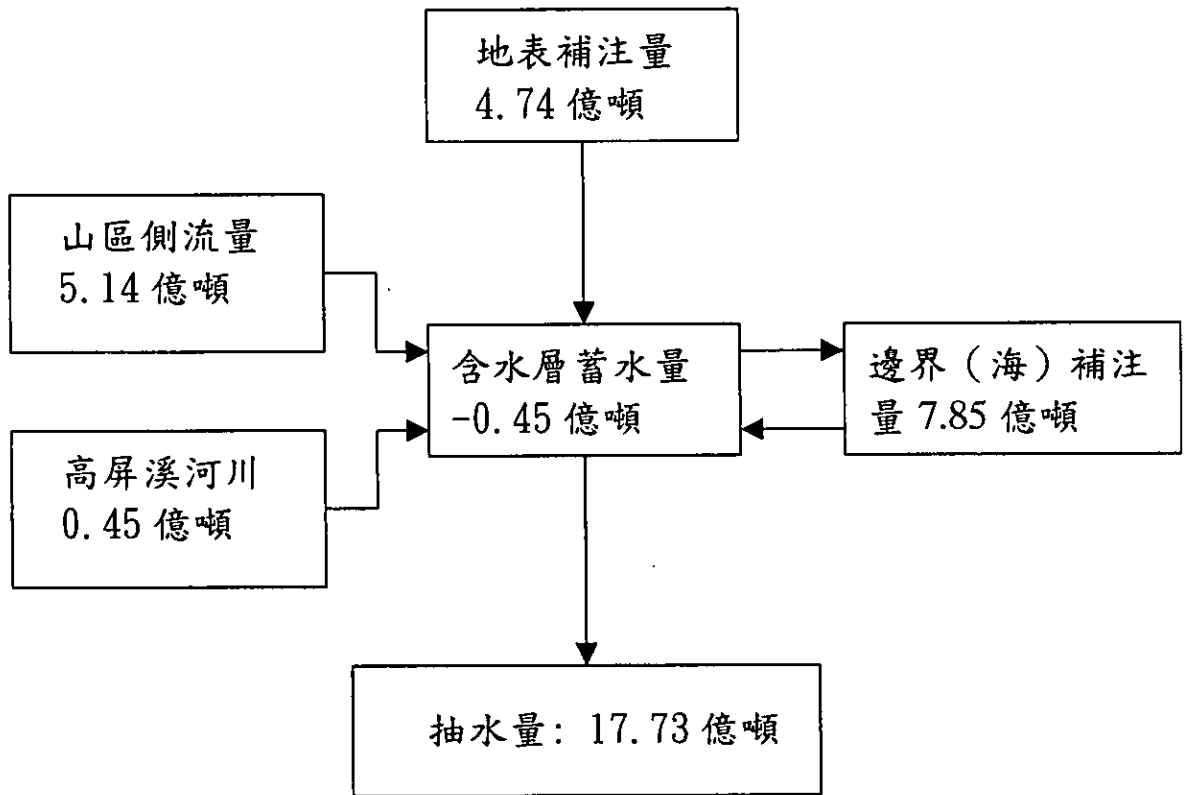 地表補注量
4.74 億噸
山區側流量
5.14 億噸
含水層蓄水量
-0.45 億噸
邊界（海）補注
量 7.85 億噸
高屏溪河川
0.45 億噸
抽水量: 17.73 億噸